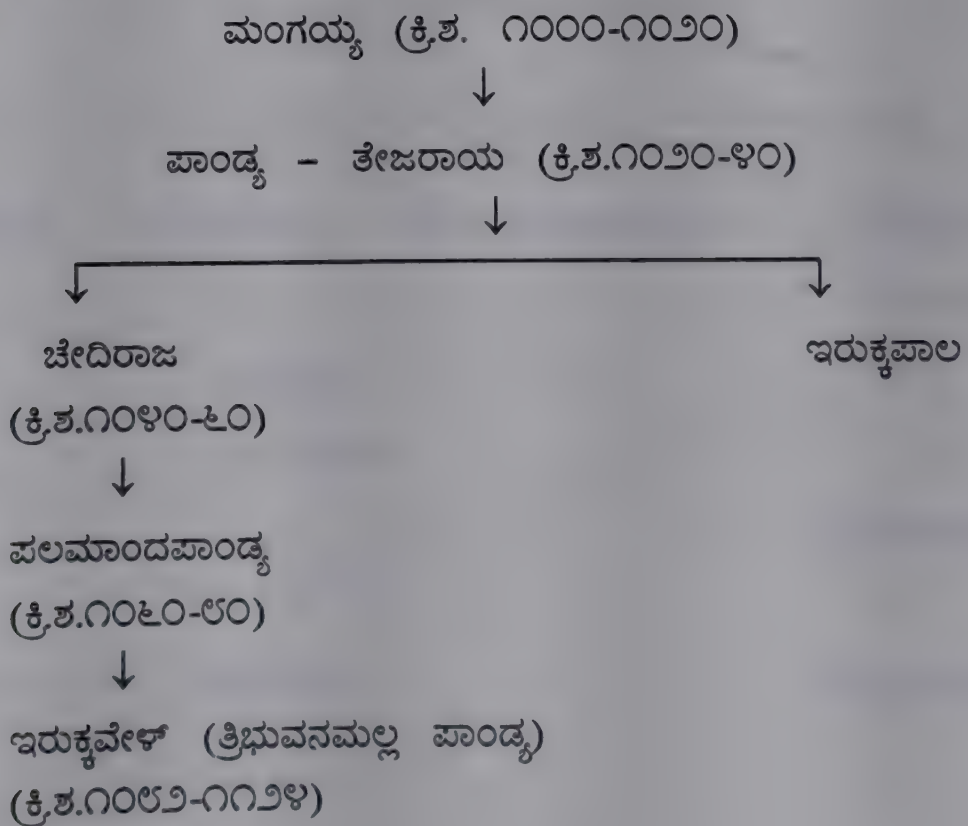 ಮಂಗಯ್ಯ (ಕ್ರಿ.ಶ. ೧೦೦೦-೧೦೨೦)
ಪಾಂಡ್ಯ – ತೇಜರಾಯ (ಕ್ರಿ.ಶ.೧೦೨೦-೪೦)
ಚೇದಿರಾಜ
ಇರುಕ್ಕಪಾಲ
(ಕ್ರಿ.ಶ.೧೦೪೦-೬೦)
ಪಲಮಾಂದಪಾಂಡ್ಯ
(ಕ್ರಿ.ಶ.೧೦೬೦-೮೦)
ಇರುಕ್ಕವೇಳ್ (ತ್ರಿಭುವನಮಲ್ಲ ಪಾಂಡ್ಯ)
(ಕ್ರಿ.ಶ.೧೦೮೨-೧೧೨೪)